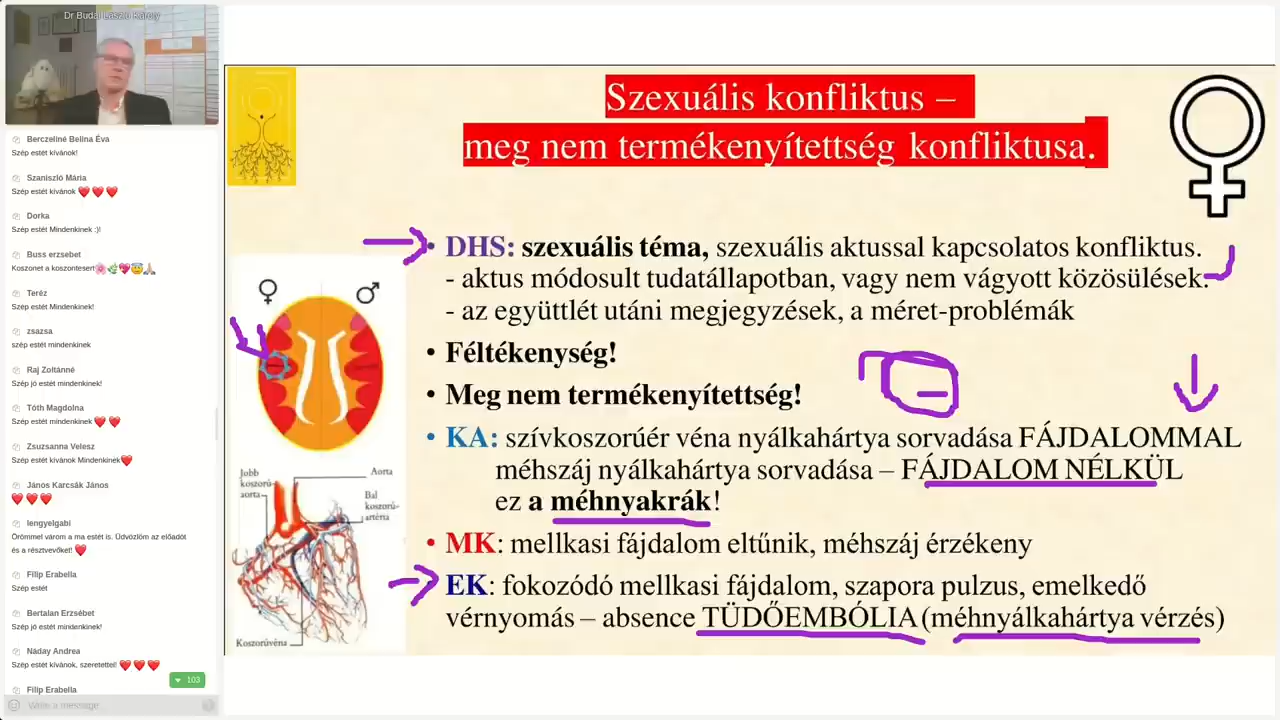 Dr Budai László Károly
Berczeliné Belina Éva
Szép estét kívánok!
Szaniszló Mária
Szép estét kívánok
Dorka
Szép estét Mindenkinek :)!
Buss erzsebet
Koszonet a koszontesert
Teréz
Szép estét Mindenkinek!
zsazsa
szép estét mindenkinek
Raj Zoltánné
Szép jó estét mindenkinek!
Tóth Magdolna
Szép estét mindenkinek
Zsuzsanna Velesz
Szép estét kívánok Mindenkinek
János Karcsák János
lengyelgabi
Örömmel várom a ma estét is. Üdvözlöm az előadót
és a résztvevőket!
Filip Erabella
Szép estét
Bertalan Erzsébet
Szép jó estét mindenkinek!
Náday Andrea
Szép estét kívánok, szeretettel!
Filip Erabella
103
Write a message...
Szexuális konfliktus –
meg nem termékenyítettség konfliktusa.
• DHS: szexuális téma, szexuális aktussal kapcsolatos konfliktus.
- aktus módosult tudatállapotban, vagy nem vágyott közösülések.
- az együttlét utáni megjegyzések, a méret-problémák
• Féltékenység!
• Meg nem termékenyítettség!
• KA: szívkoszorúér véna nyálkahártya sorvadása FÁJDALOMMAL
méhszáj nyálkahártya sorvadása – FÁJDALOM NÉLKÜL
ez a méhnyakrák!
• MK: mellkasi fájdalom eltűnik, méhszáj érzékeny
EK: fokozódó mellkasi fájdalom, szapora pulzus, emelkedő
vérnyomás – absence TÜDŐEMBÓLIA (méhnyálkahártya vérzés)
Jobb
koszorú-
aorta
Aorta
Bal
koszorú-
artérta
Koszorúvéna